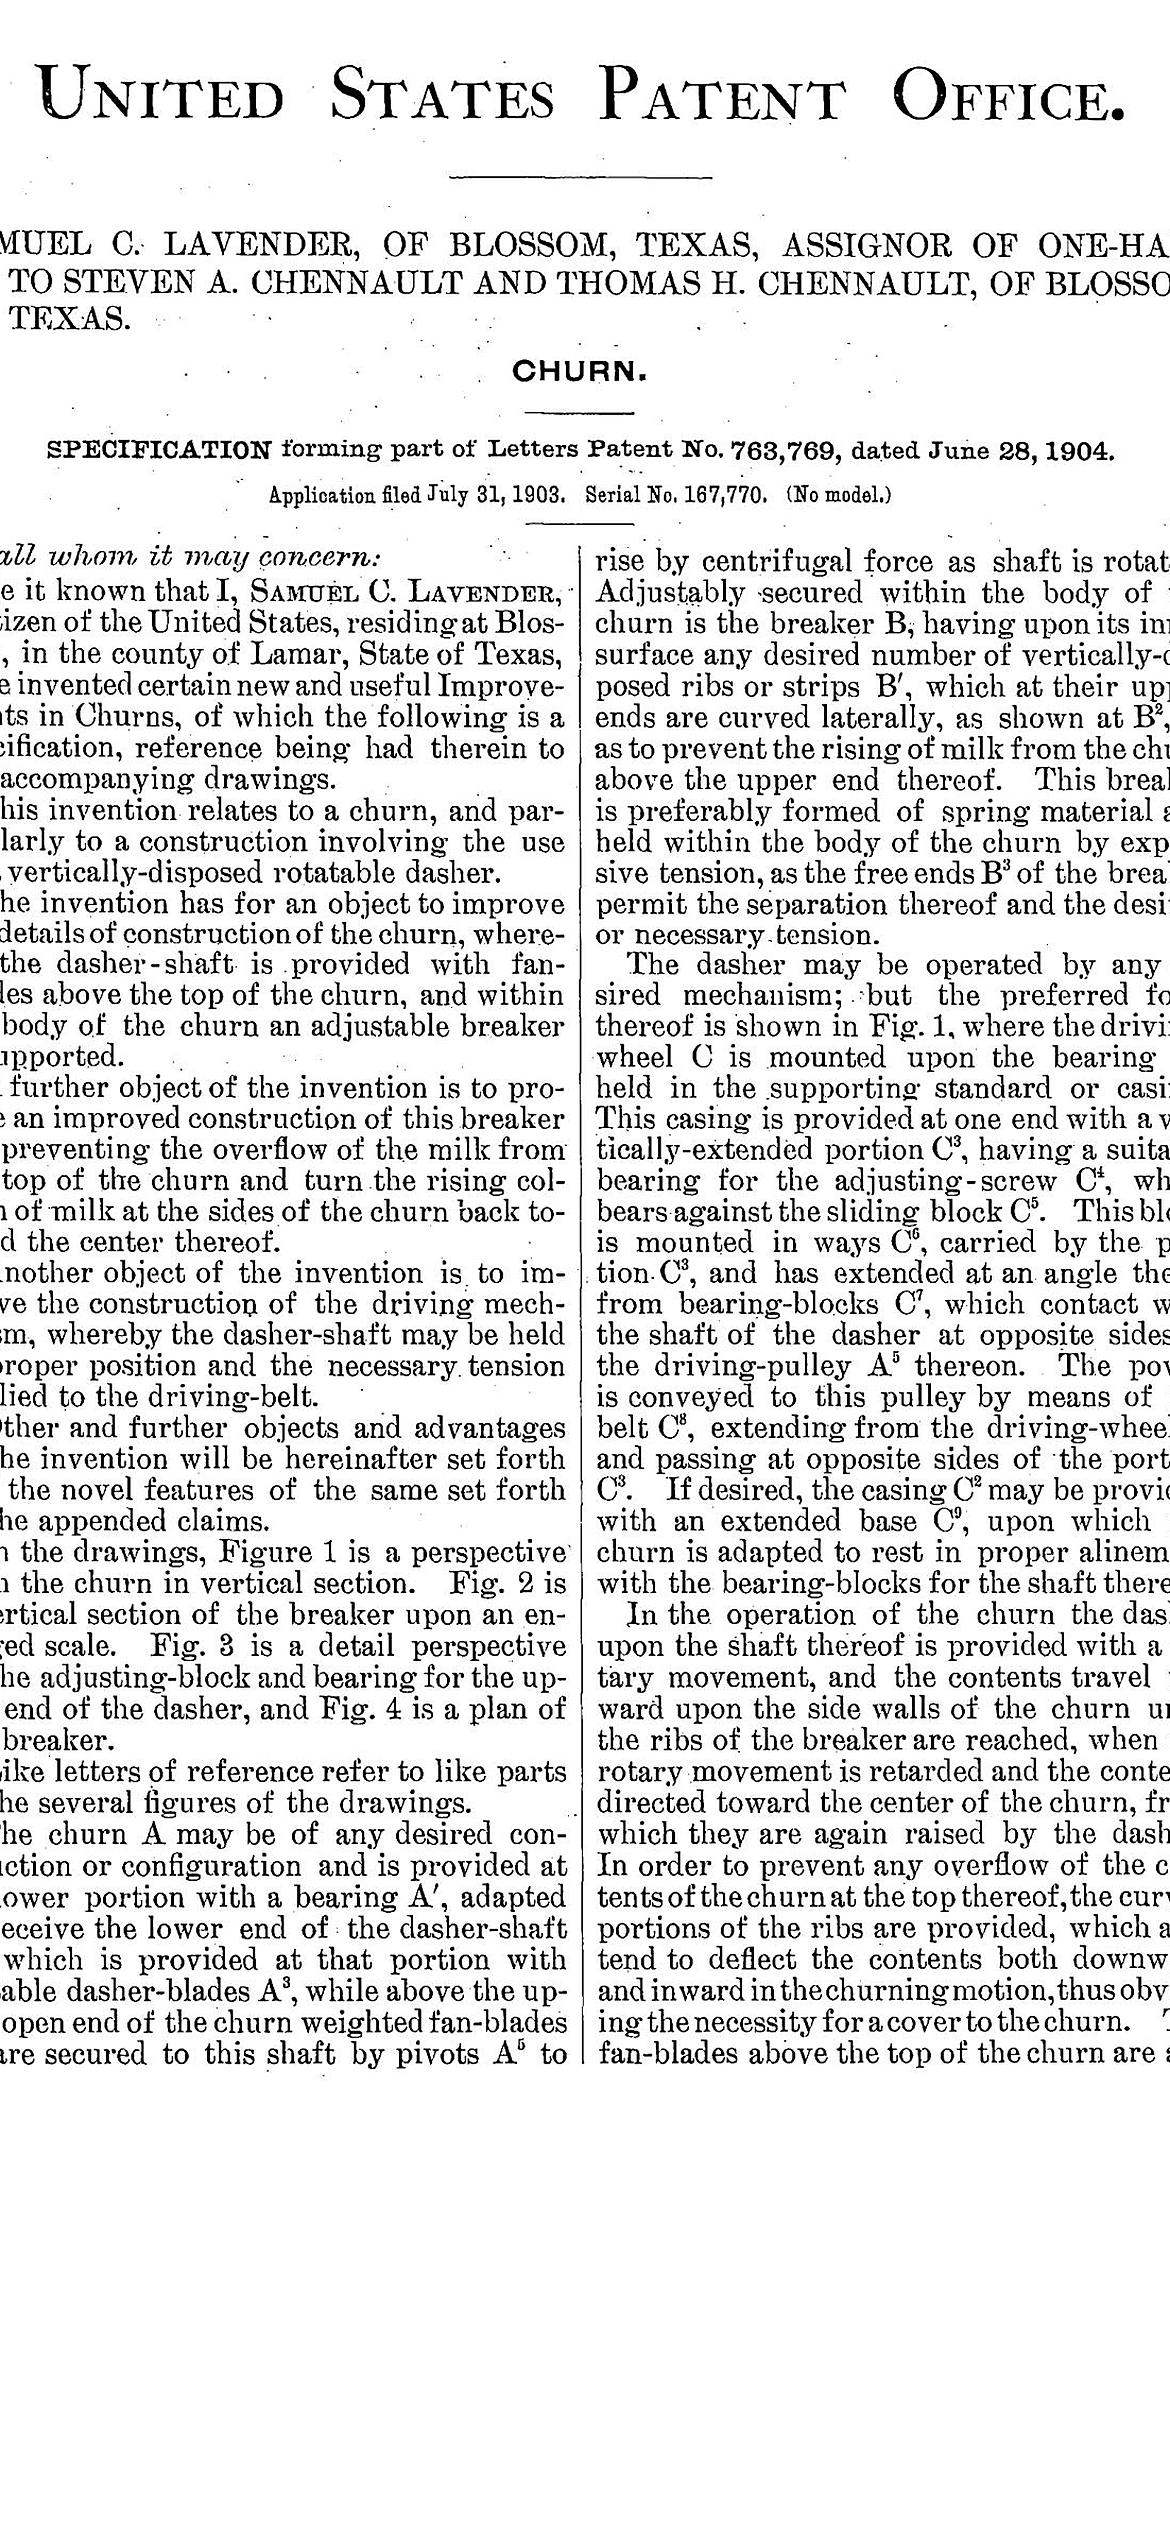 UNITED STATES PATENT OFFICE.
MUEL C. LAVENDER, OF BLOSSOM, TEXAS, ASSIGNOR OF ONE-HA
TO STEVEN A. CHENNAULT AND THOMAS H. CHENNAULT, OF BLOSSO
TEXAS.
CHURN.
SPECIFICATION forming part of Letters Patent No. 763,769, dated June 28, 1904.
Application filed July 31, 1903. Serial No. 167,770. (No model.)
all whom it may concern:
e it known that I, SAMUEL C. LAVENDER,
izen of the United States, residing at Blos-
, in the county of Lamar, State of Texas,
e invented certain new and useful Improve-
ts in Churns, of which the following is a
ification, reference being had therein to
accompanying drawings.
his invention relates to a churn, and par-
larly to a construction involving the use
vertically-disposed rotatable dasher.
he invention has for an object to improve
details of construction of the churn, where-
the dasher-shaft is provided with fan-
les above the top of the churn, and within
body of the churn an adjustable breaker
upported.
further object of the invention is to pro-
e an improved construction of this breaker
preventing the overflow of the milk from
top of the churn and turn the rising col-
n of milk at the sides of the churn back to-
d the center thereof.
nother object of the invention is to im-
ve the construction of the driving mech-
sm, whereby the dasher-shaft may be held
proper position and the necessary tension
lied to the driving-belt.
ther and further objects and advantages
he invention will be hereinafter set forth
the novel features of the same set forth
he appended claims.
n the drawings, Figure 1 is a perspective
n the churn in vertical section. Fig. 2 is
ertical section of the breaker upon an en-
ged scale. Fig. 3 is a detail perspective
he adjusting-block and bearing for the up-
end of the dasher, and Fig. 4 is a plan of
breaker.
ike letters of reference refer to like parts
he several figures of the drawings.
he churn A may be of any desired con-
uction or configuration and is provided at
lower portion with a bearing A′, adapted
eceive the lower end of the dasher-shaft
which is provided at that portion with
able dasher-blades A³, while above the up-
open end of the churn weighted fan-blades
are secured to this shaft by pivots A⁵ to
rise by centrifugal force as shaft is rotat
Adjustably secured within the body of
churn is the breaker B, having upon its inn
surface any desired number of vertically-d
posed ribs or strips B′, which at their upp
ends are curved laterally, as shown at B²,
as to prevent the rising of milk from the chu
above the upper end thereof. This break
is preferably formed of spring material a
held within the body of the churn by exp
sive tension, as the free ends B³ of the brea
permit the separation thereof and the desi
or necessary tension.
The dasher may be operated by any
sired mechanism; but the preferred fo
thereof is shown in Fig. 1, where the drivi
wheel C is mounted upon the bearing
held in the supporting standard or casi
This casing is provided at one end with a v
tically-extended portion C³, having a suita
bearing for the adjusting-screw C⁴, wh
bears against the sliding block C⁵. This blo
is mounted in ways C⁶, carried by the p
tion C³, and has extended at an angle the
from bearing-blocks C⁷, which contact w
the shaft of the dasher at opposite sides
the driving-pulley A⁵ thereon. The pow
is conveyed to this pulley by means of
belt C⁸, extending from the driving-wheel
and passing at opposite sides of the port
C³. If desired, the casing C² may be provid
with an extended base C⁹, upon which
churn is adapted to rest in proper alinem
with the bearing-blocks for the shaft there
In the operation of the churn the das
upon the shaft thereof is provided with a
tary movement, and the contents travel
ward upon the side walls of the churn un
the ribs of the breaker are reached, when
rotary movement is retarded and the conte
directed toward the center of the churn, fr
which they are again raised by the dash
In order to prevent any overflow of the c
tents of the churn at the top thereof, the curv
portions of the ribs are provided, which a
tend to deflect the contents both downw
and inward in the churning motion, thus obv
ing the necessity for a cover to the churn. T
fan-blades above the top of the churn are a